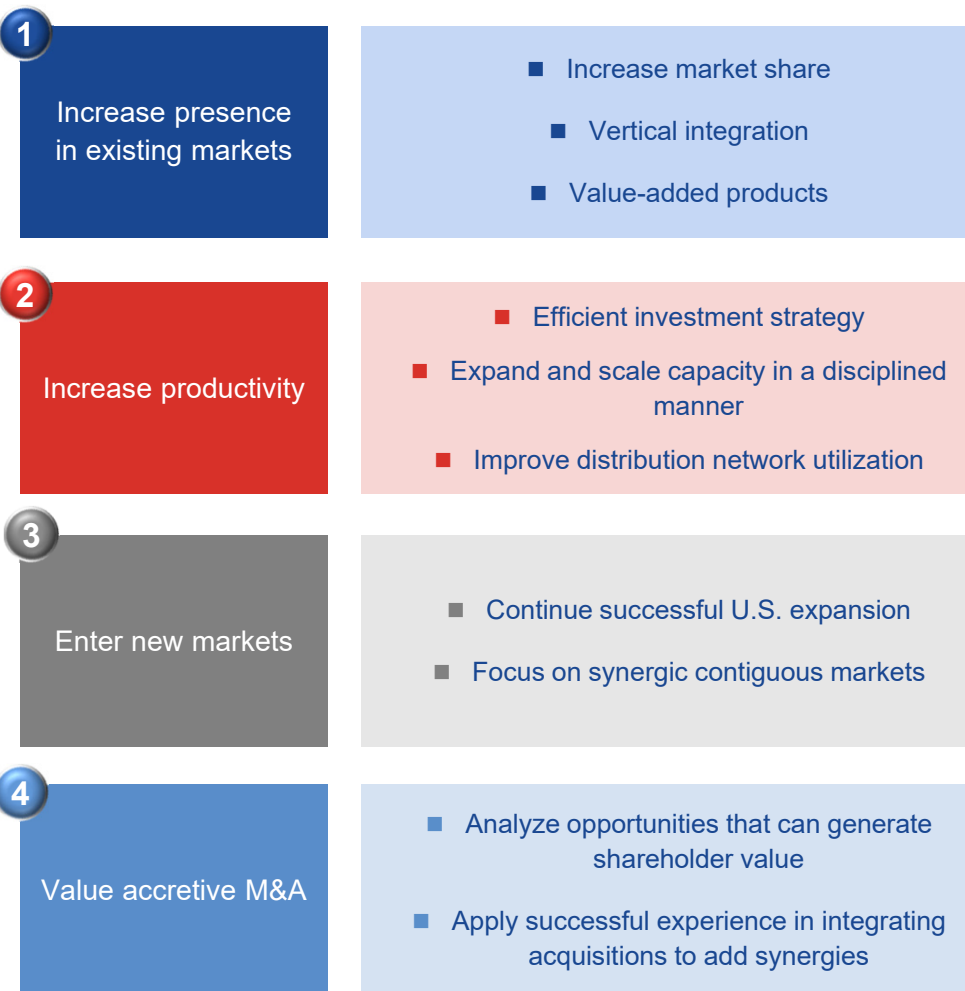 1
Increase presence
in existing markets
■ Increase market share
■ Vertical integration
■ Value-added products
2
Increase productivity
■ Efficient investment strategy
■ Expand and scale capacity in a disciplined
manner
■ Improve distribution network utilization
3
Enter new markets
■ Continue successful U.S. expansion
■ Focus on synergic contiguous markets
4
Value accretive M&A
■ Analyze opportunities that can generate
shareholder value
■ Apply successful experience in integrating
acquisitions to add synergies